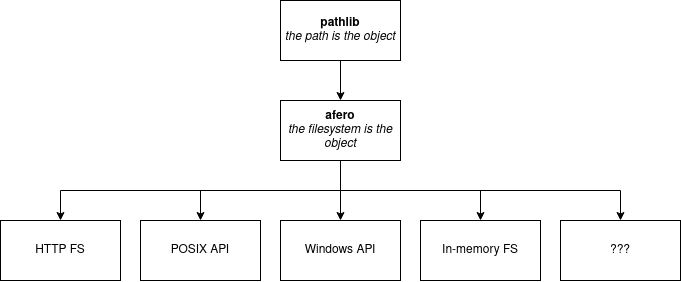 pathlib
the path is the object
afero
the filesystem is the
object
HTTP FS
POSIX API
Windows API
In-memory FS
???